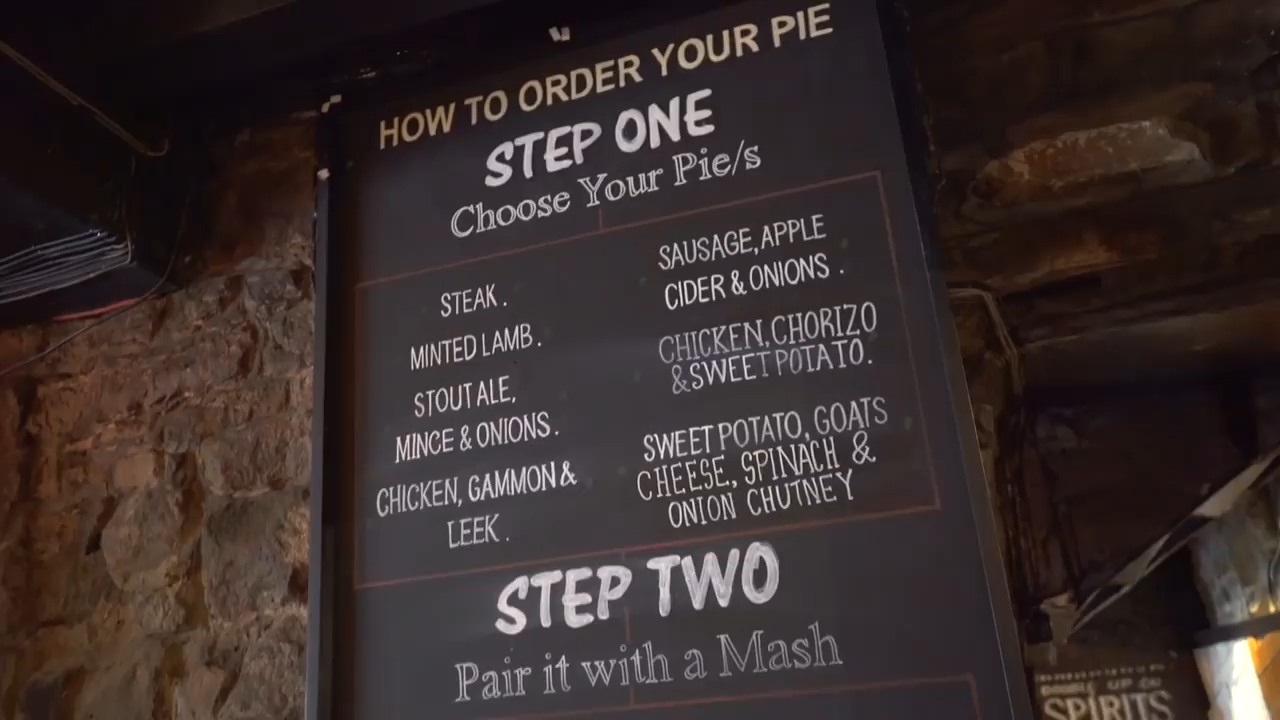 HOW TO ORDER YOUR PIE
STEP ONE
Choose Your Pie/s
STEAK.
MINTED LAMB.
STOUT ALE,
MINCE & ONIONS.
CHICKEN, GAMMON &
LEEK.
SAUSAGE, APPLE
CIDER & ONIONS.
CHICKEN, CHORIZO
& SWEET POTATO.
SWEET POTATO, GOATS
CHEESE, SPINACH &
ONION CHUTNEY
STEP TWO
Pair it with a Mash
UP
SPIRITS